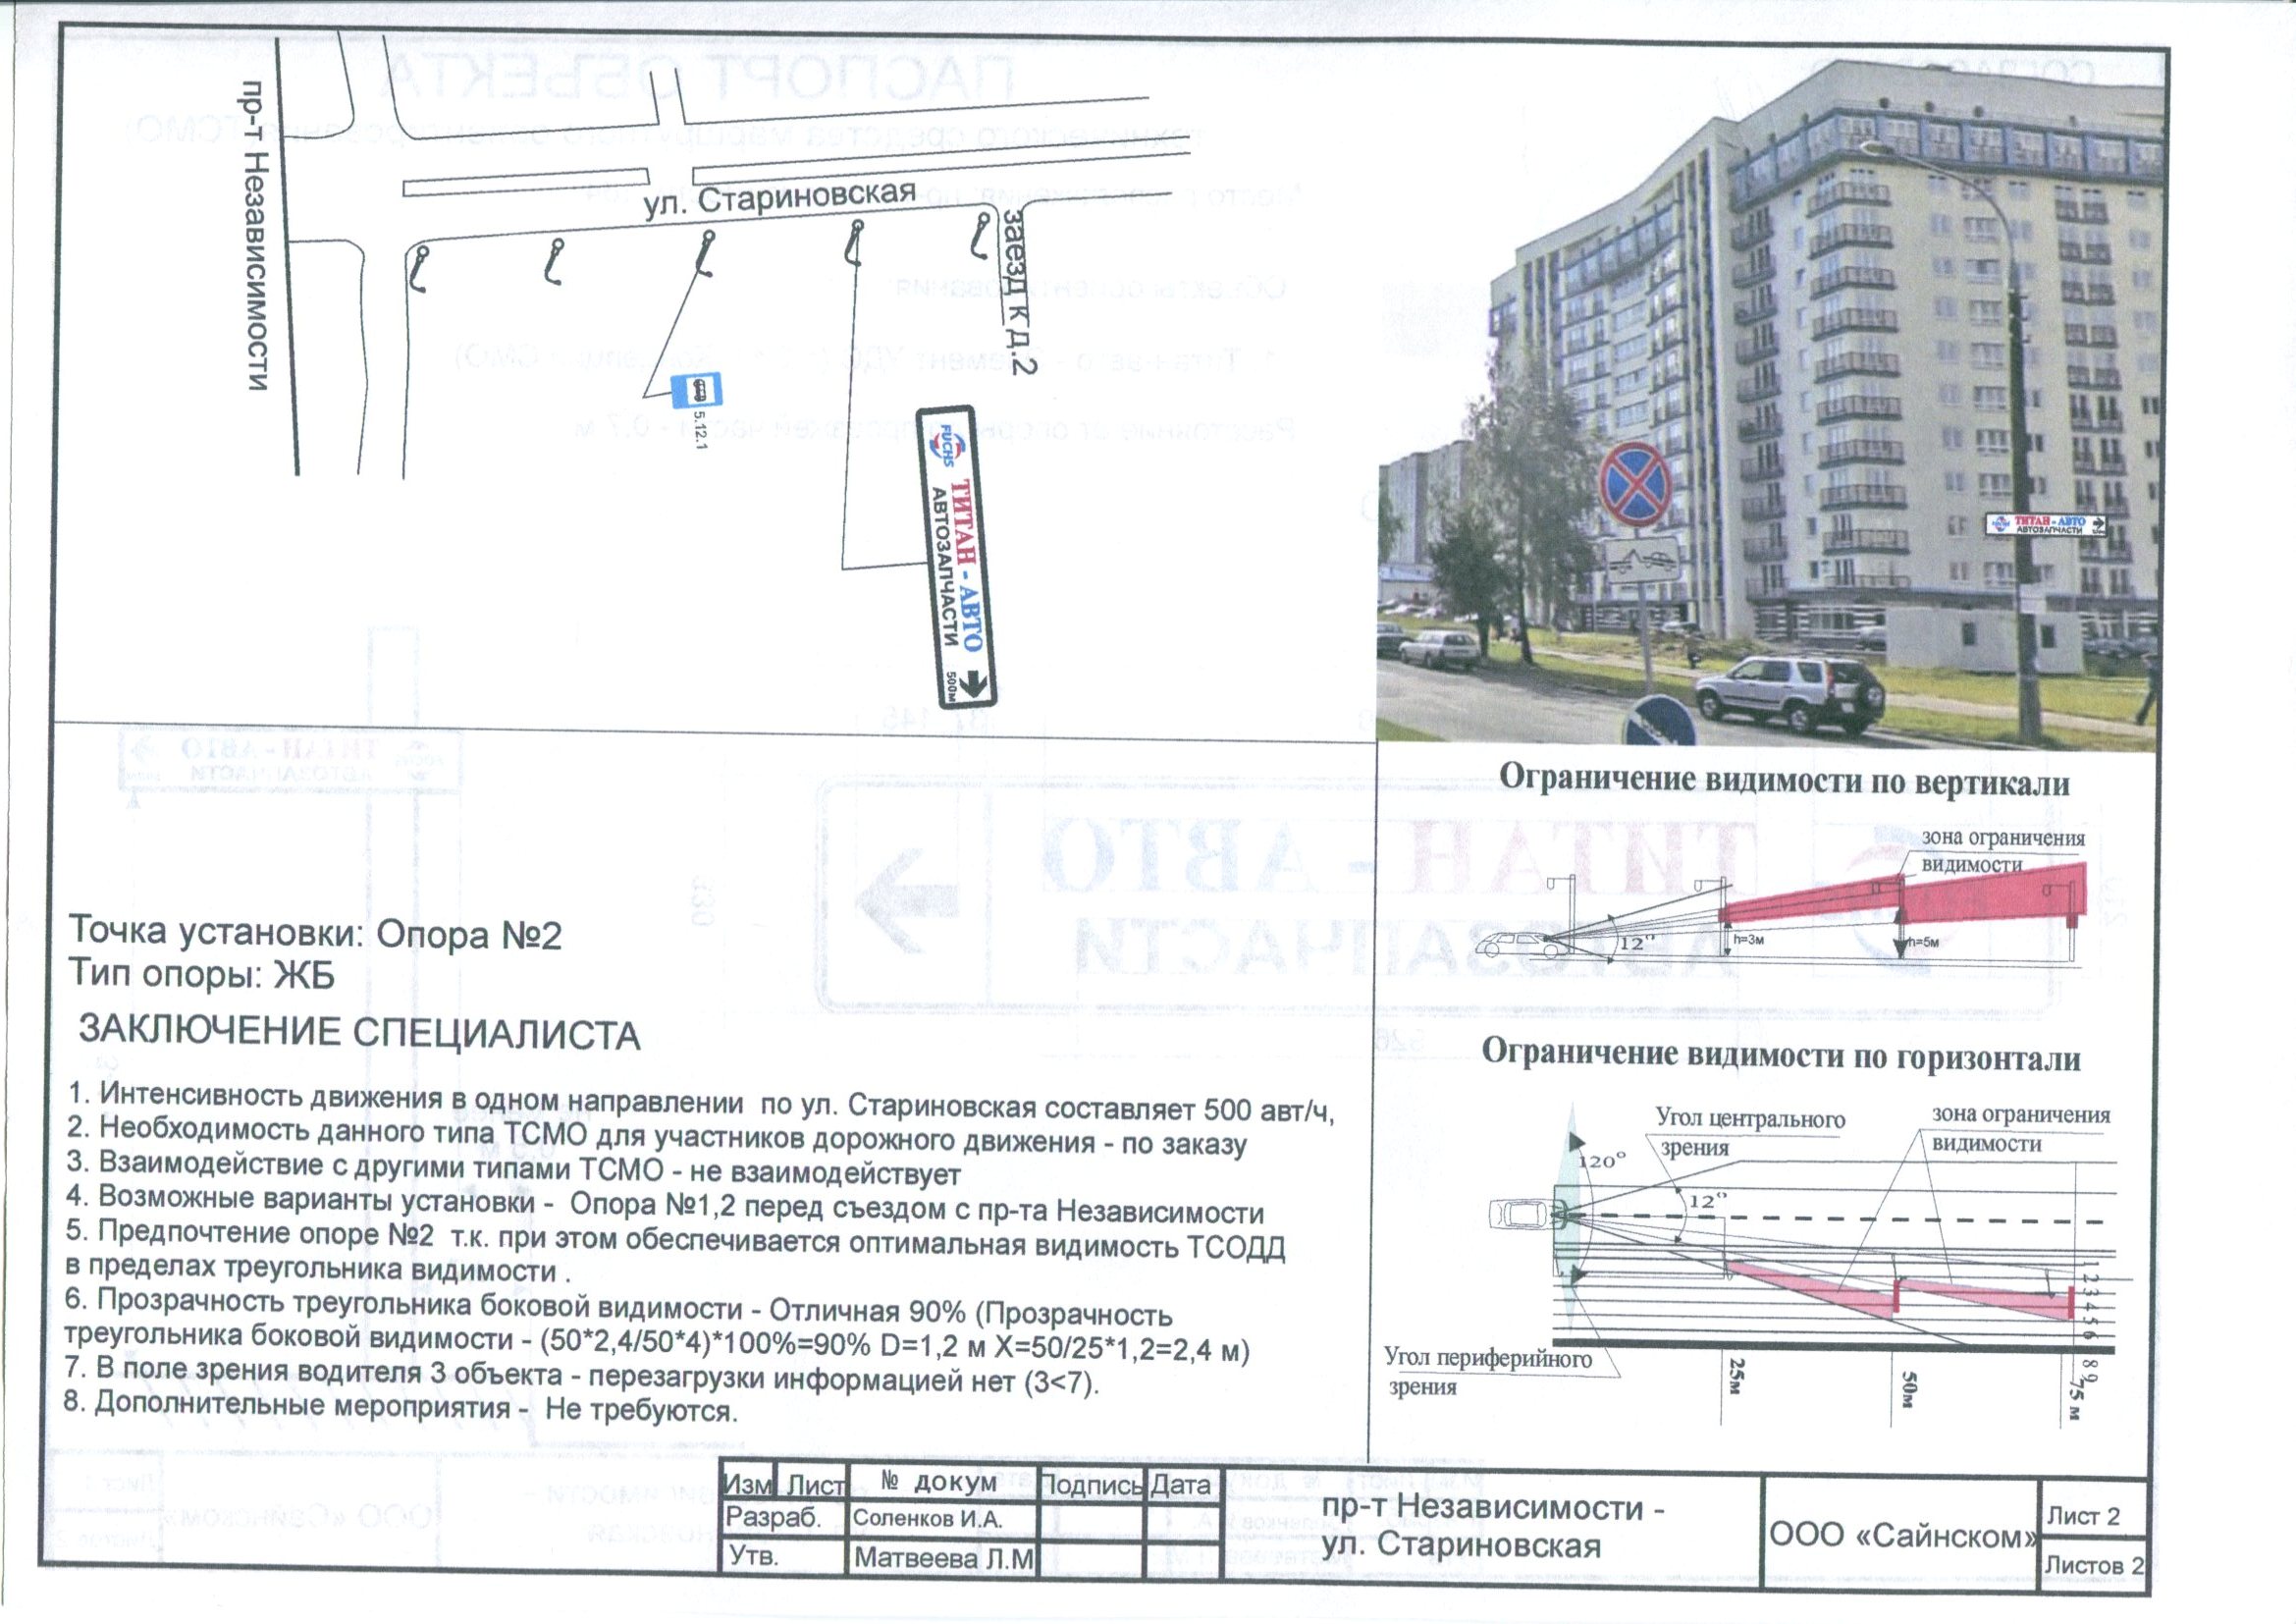 пр-т Независимости
ул. Стариновская
заезд к д.2
5.12.1
FUCHS
ТИТАН - АВТО
АВТОЗАПЧАСТИ
500м
ТИТАН - АВТО
АВТОЗАПЧАСТИ
Ограничение видимости по вертикали
зона ограничения
видимости
12°
h=3м
h=5м
Точка установки: Опора №2
Тип опоры: ЖБ
ЗАКЛЮЧЕНИЕ СПЕЦИАЛИСТА
1. Интенсивность движения в одном направлении по ул. Стариновская составляет 500 авт/ч,
2. Необходимость данного типа ТСМО для участников дорожного движения - по заказу
3. Взаимодействие с другими типами ТСМО - не взаимодействует
4. Возможные варианты установки - Опора №1,2 перед съездом с пр-та Независимости
5. Предпочтение опоре №2 т.к. при этом обеспечивается оптимальная видимость ТСОДД
в пределах треугольника видимости .
6. Прозрачность треугольника боковой видимости - Отличная 90% (Прозрачность
треугольника боковой видимости - (50*2,4/50*4)*100%=90% D=1,2 м X=50/25*1,2=2,4 м)
7. В поле зрения водителя 3 объекта - перезагрузки информацией нет (3<7).
8. Дополнительные мероприятия - Не требуются.
Ограничение видимости по горизонтали
Угол центрального
зрения
зона ограничения
видимости
120°
12°
1 2 3 4 5 6 8 9
Угол периферийного
зрения
25м
50м
75 м
Изм Лист № докум Подпись Дата
Разраб. Соленков И.А.
Утв. Матвеева Л.М
пр-т Независимости -
ул. Стариновская
ООО «Сайнском»
Лист 2
Листов 2